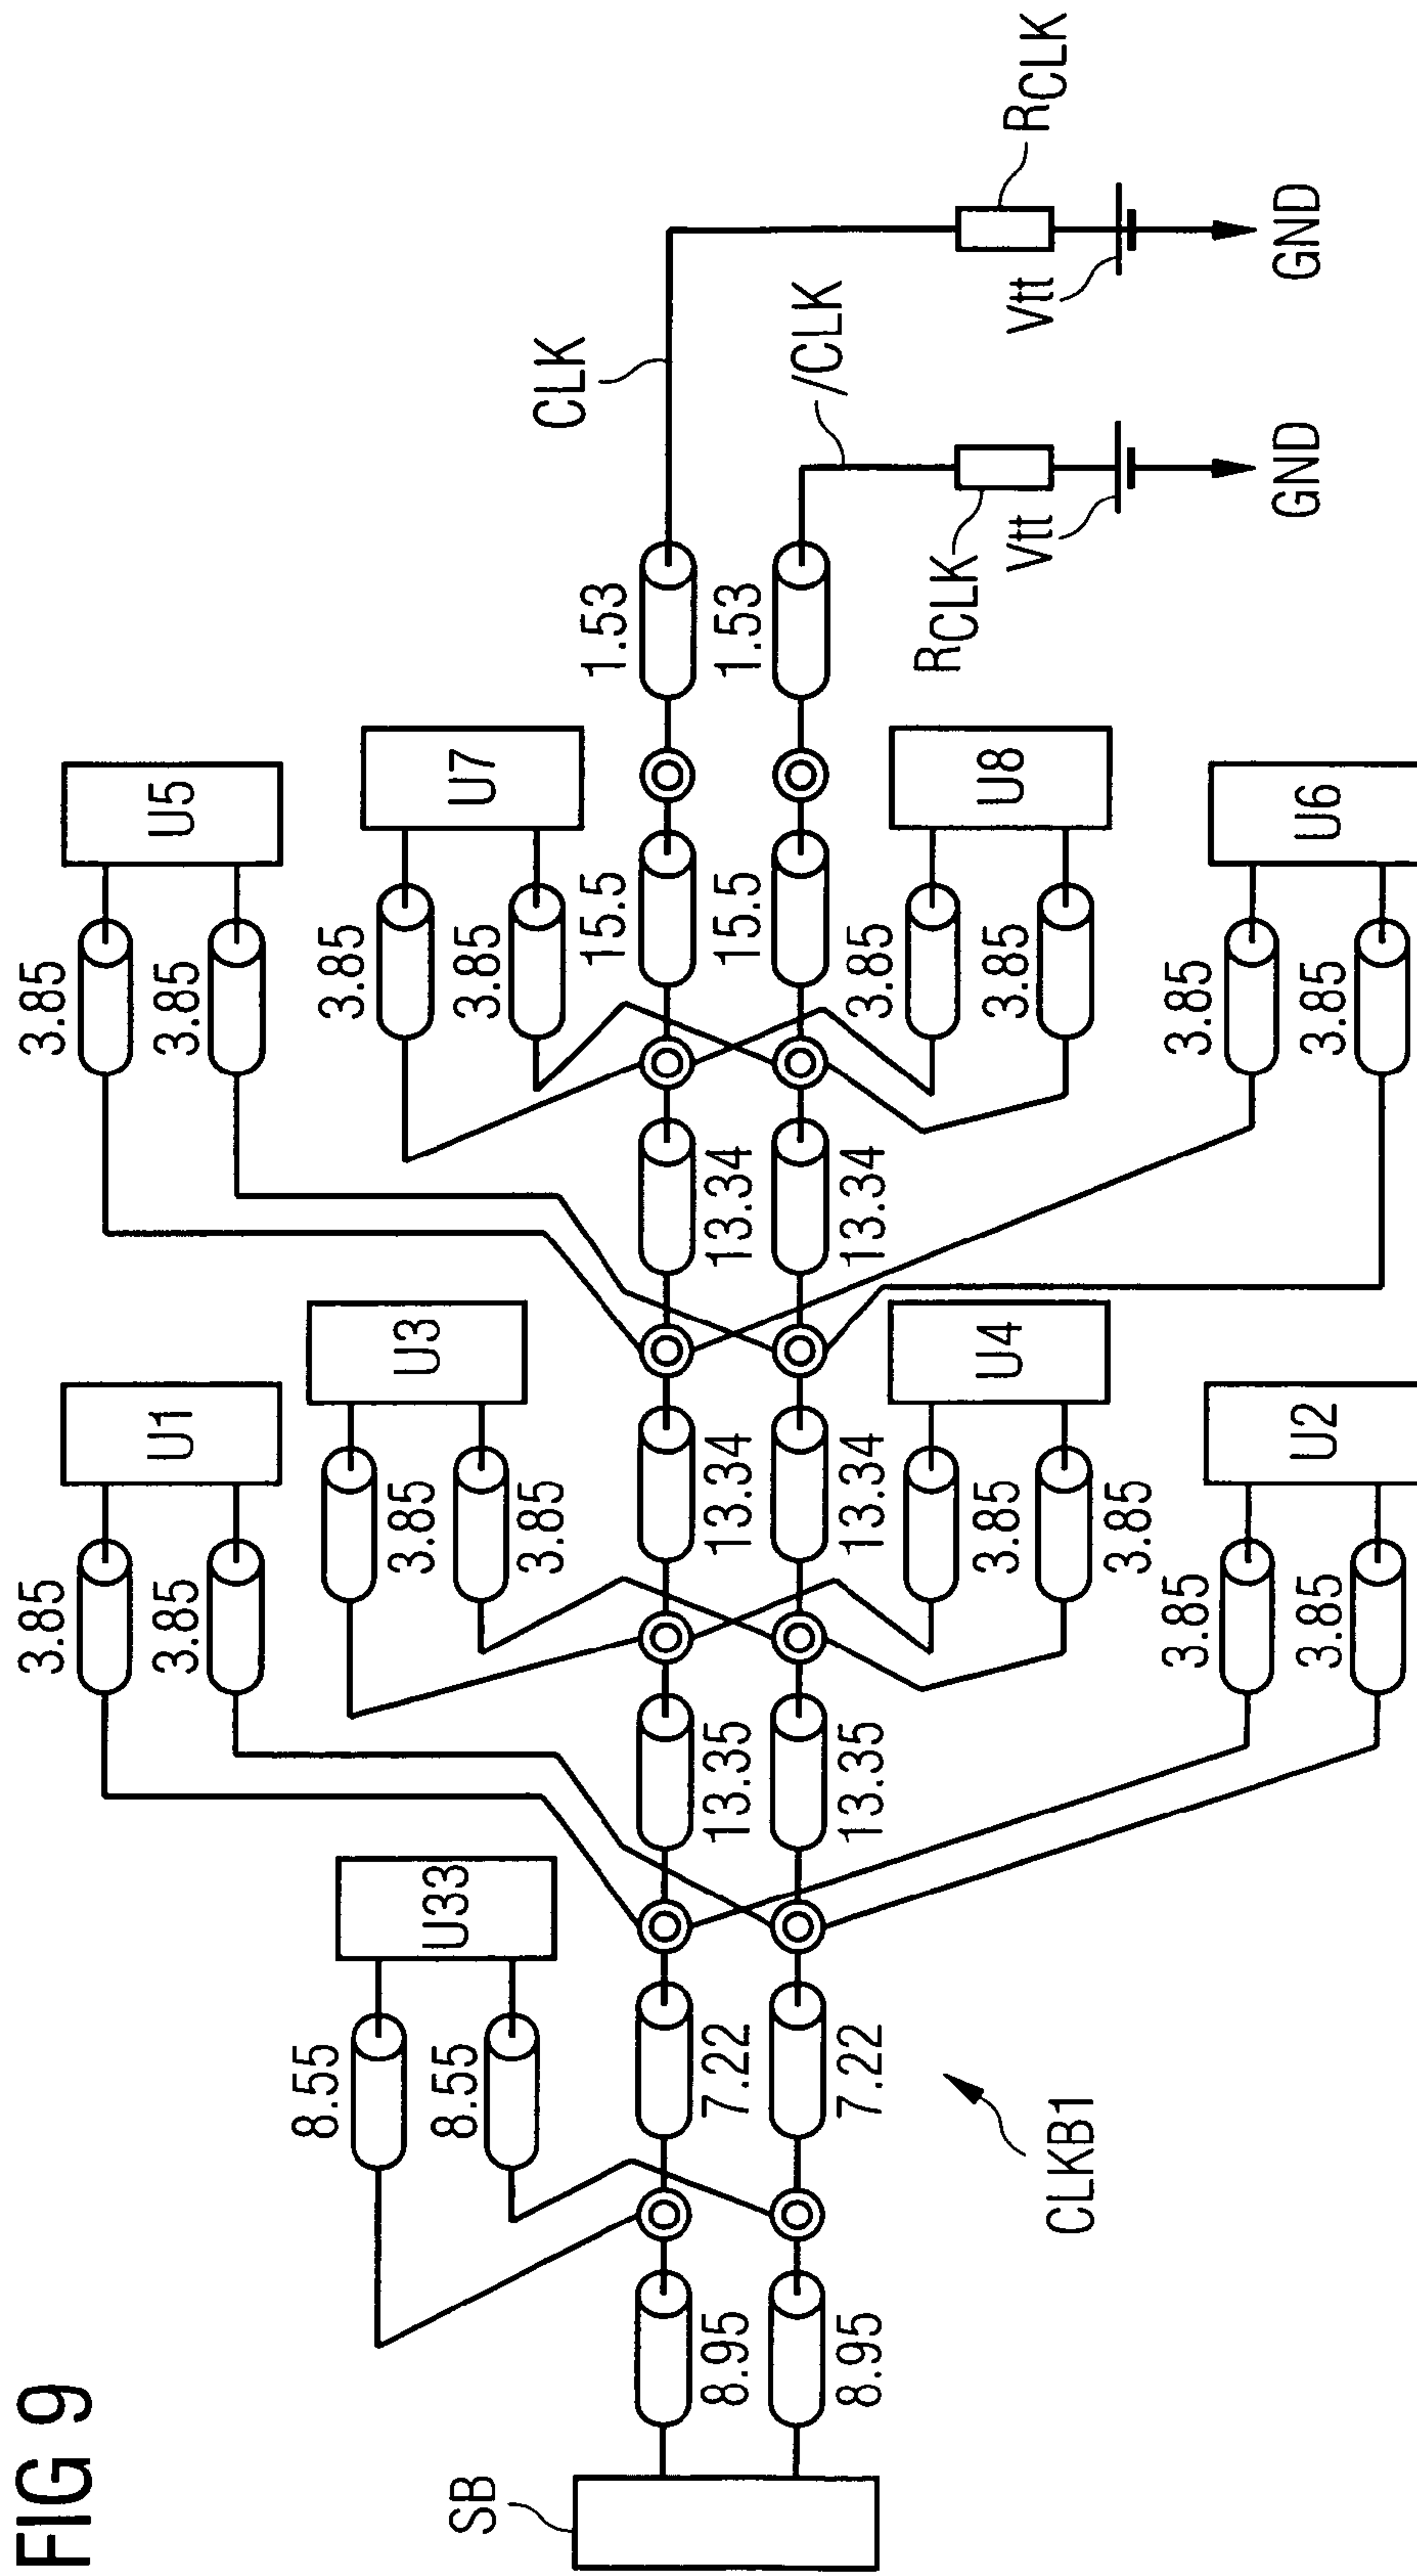 FIG 9
3.85
3.85
U1
3.85
3.85
U5
8.55
8.55
U33
3.85
3.85
U3
3.85
3.85
U7
CLK
SB
8.95
7.22
13.35
13.34
13.34
15.5
1.53
8.95
7.22
13.35
13.34
13.34
15.5
1.53
/CLK
3.85
3.85
U4
3.85
3.85
U8
RCLK
Vtt
GND
RCLK
Vtt
GND
CLKB1
3.85
3.85
U2
3.85
3.85
U6